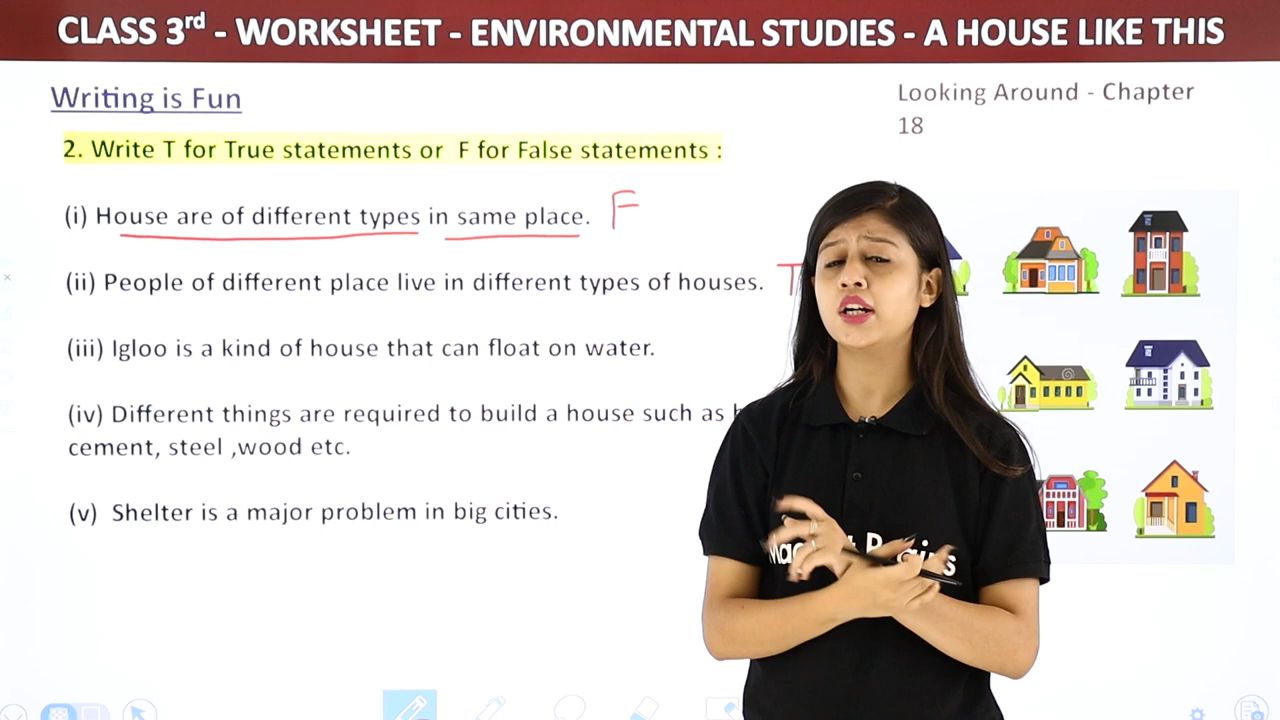 CLASS 3rd - WORKSHEET - ENVIRONMENTAL STUDIES - A HOUSE LIKE THIS
Writing is Fun
Looking Around - Chapter
18
2. Write T for True statements or F for False statements :
(i) House are of different types in same place. F
(ii) People of different place live in different types of houses. T
(iii) Igloo is a kind of house that can float on water.
(iv) Different things are required to build a house such as
cement, steel ,wood etc.
(v) Shelter is a major problem in big cities.